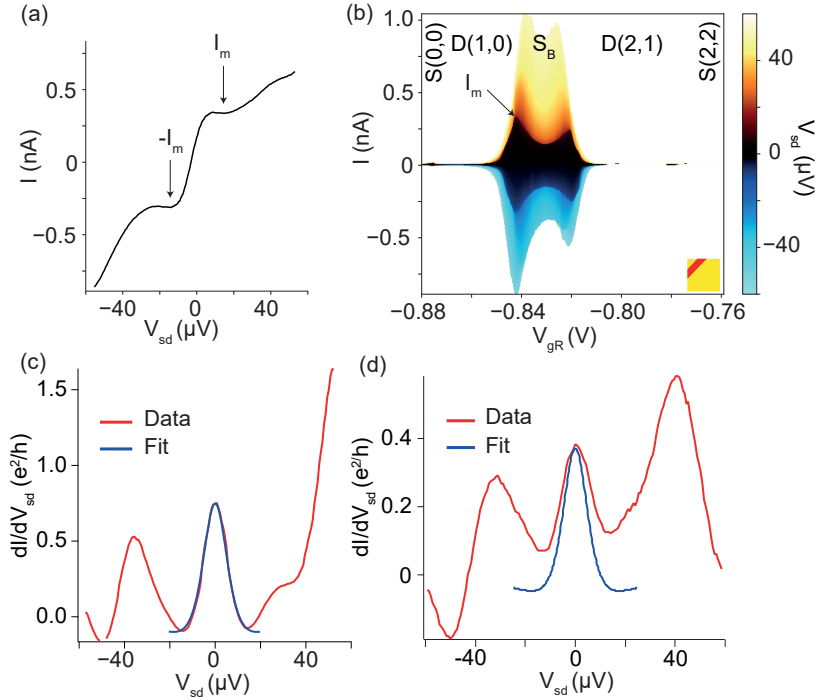 (a)
I_m
-I_m
I (nA)
0.5
0
−0.5
−40
0
40
V_sd (µV)
(b)
S(0,0)
D(1,0)
S_B
D(2,1)
S(2,2)
I_m
I (nA)
1.0
0.5
0
−0.5
−0.88
−0.84
−0.80
−0.76
V_gR (V)
40
0
−40
V_sd (µV)
(c)
Data
Fit
dI/dV_sd (e²/h)
1.5
1.0
0.5
0.0
−40
0
40
V_sd (µV)
(d)
Data
Fit
dI/dV_sd (e²/h)
0.4
0.2
0
−40
0
40
V_sd (µV)